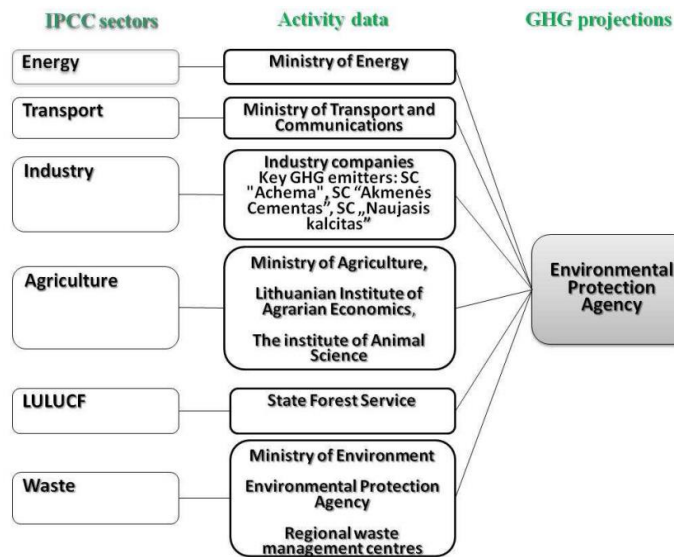 IPCC sectors
Activity data
GHG projections
Energy
Ministry of Energy
Transport
Ministry of Transport and
Communications
Industry
Industry companies
Key GHG emitters: SC
"Achema", SC “Akmenės
Cementas”, SC „Naujasis
kalcitas”
Agriculture
Ministry of Agriculture,
Lithuanian Institute of
Agrarian Economics,
The institute of Animal
Science
LULUCF
State Forest Service
Waste
Ministry of Environment
Environmental Protection
Agency
Regional waste
management centres
Environmental
Protection
Agency